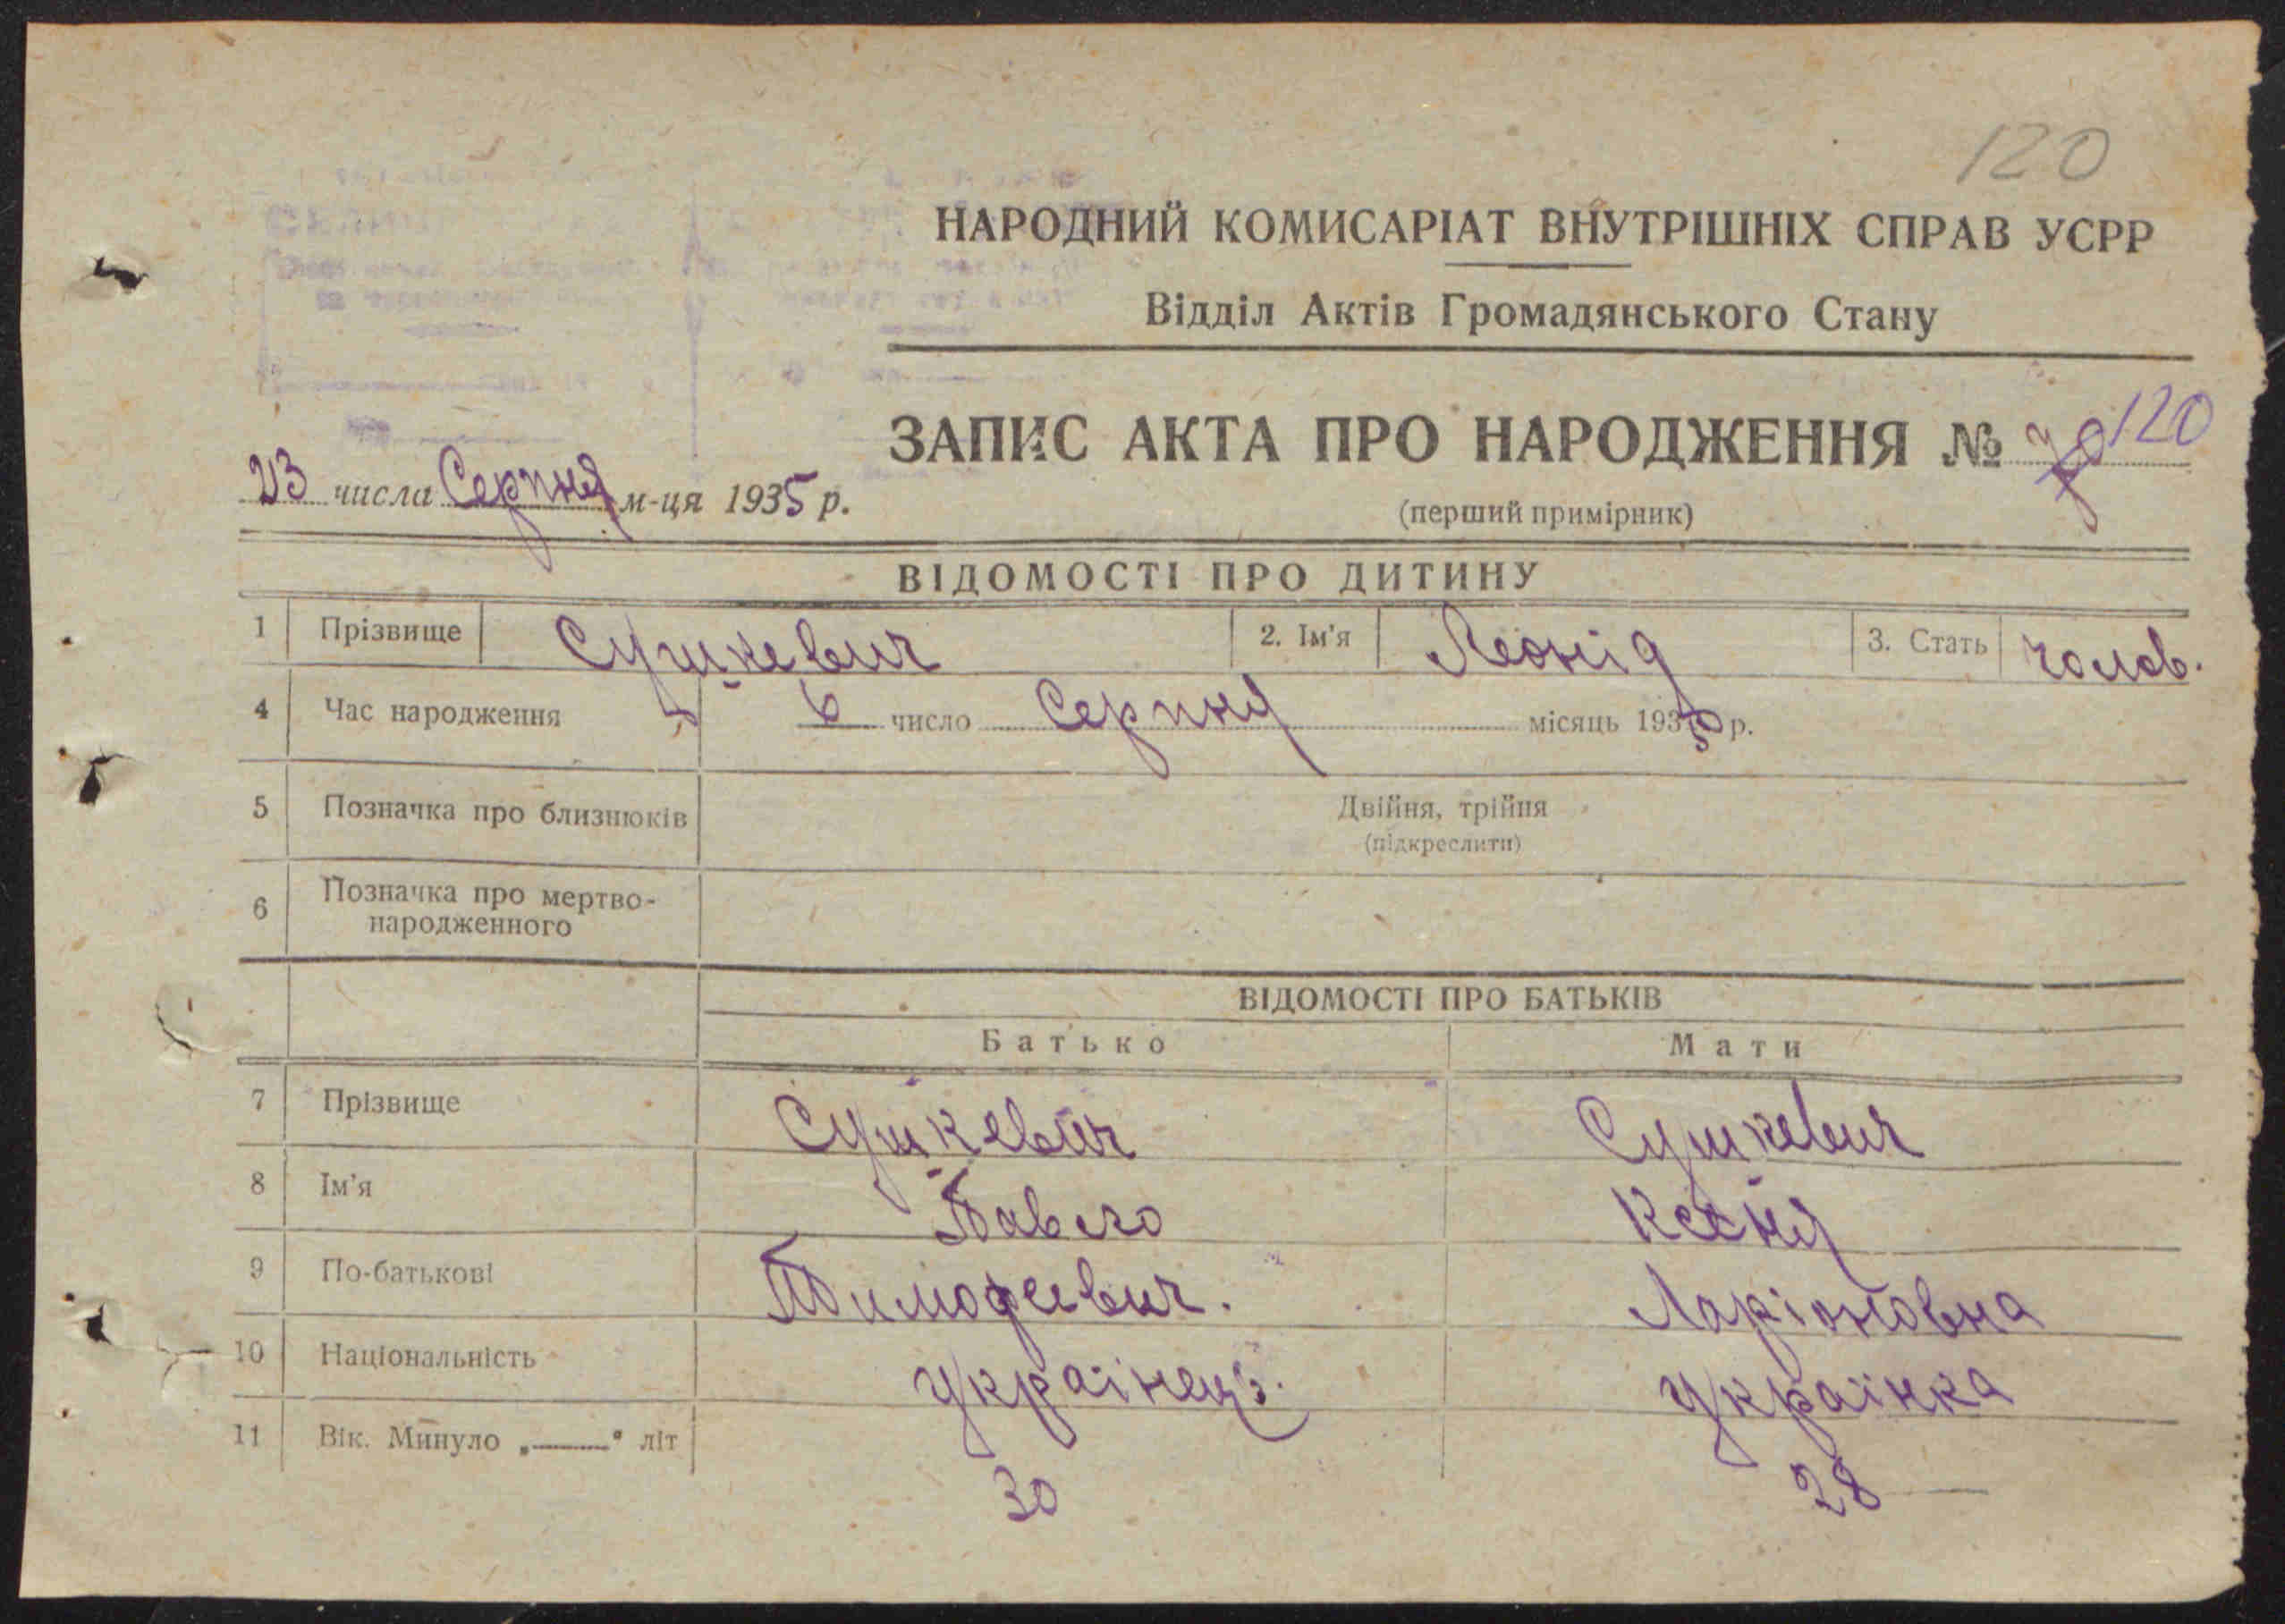 120
НАРОДНИЙ КОМИСАРІАТ ВНУТРІШНІХ СПРАВ УСРР
Відділ Актів Громадянського Стану
ЗАПИС АКТА ПРО НАРОДЖЕННЯ № 120
23 числа Серпня м-ця 1935 р.
(перший примірник)
ВІДОМОСТІ ПРО ДИТИНУ
1 Прізвище Сушкевич 2. Ім'я Леонід 3. Стать чолов.
4 Час народження 6 число Серпня місяць 1935 р.
5 Позначка про близнюків Двійня, трійня
(підкреслити)
6 Позначка про мертво-
народженного
ВІДОМОСТІ ПРО БАТЬКІВ
Батько Мати
7 Прізвище Сушкевич Сушкевич
8 Ім'я Павло Ксеня
9 По-батькові Тимофеевич. Ларіоновна
10 Національність українець. українка
11 Вік. Минуло „——" літ 30 28